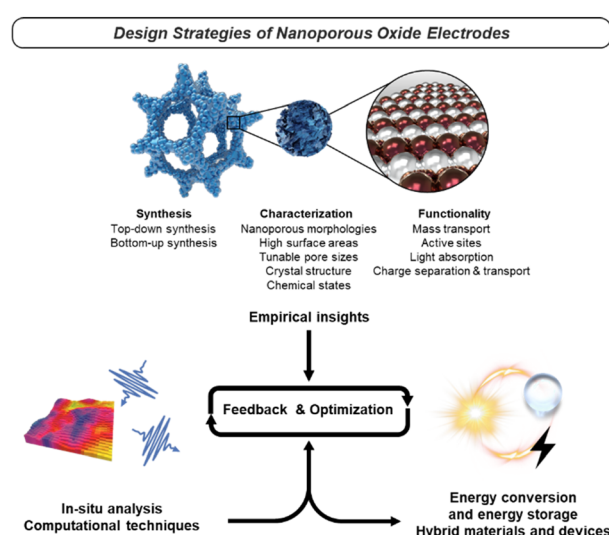 Design Strategies of Nanoporous Oxide Electrodes
Synthesis
Top-down synthesis
Bottom-up synthesis
Characterization
Nanoporous morphologies
High surface areas
Tunable pore sizes
Crystal structure
Chemical states
Functionality
Mass transport
Active sites
Light absorption
Charge separation & transport
Empirical insights
Feedback & Optimization
In-situ analysis
Computational techniques
Energy conversion
and energy storage
Hybrid materials and devices